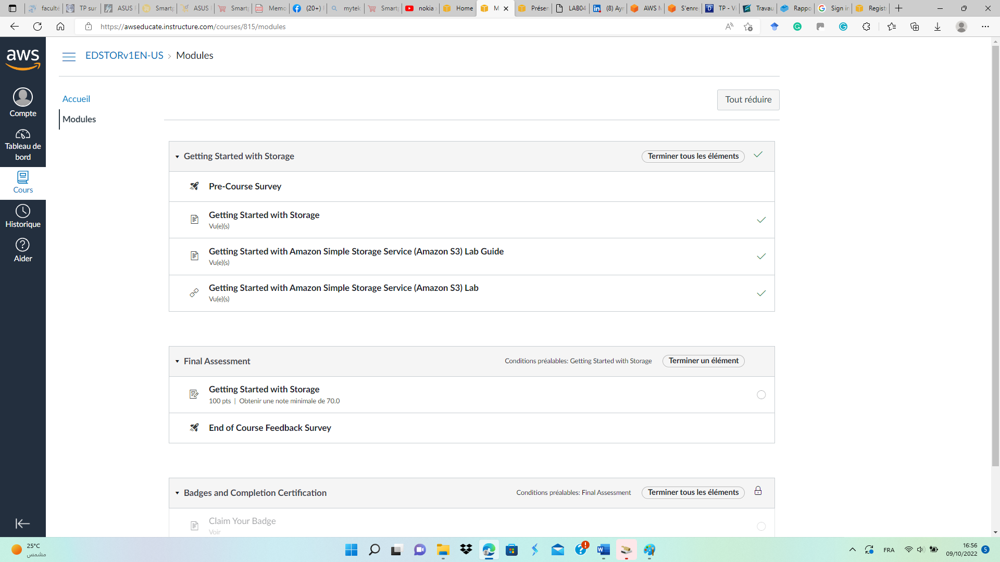 faculté
TP sur
ASUS
Smart
ASUS
Smart
Memo
(20+)
mytek
Smart
nokia
Home
M
Présen
LAB04
(8) Ayr
AWS M
S'enre
TP - Vi
Travau
Rappo
Sign in
Regist
https://awseducate.instructure.com/courses/815/modules
aws
EDSTORv1EN-US > Modules
Compte
Tableau de
bord
Cours
Historique
Aider
Accueil
Modules
Tout réduire
Getting Started with Storage
Terminer tous les éléments
Pre-Course Survey
Getting Started with Storage
Vu(e)(s)
Getting Started with Amazon Simple Storage Service (Amazon S3) Lab Guide
Vu(e)(s)
Getting Started with Amazon Simple Storage Service (Amazon S3) Lab
Vu(e)(s)
Final Assessment
Conditions préalables: Getting Started with Storage
Terminer un élément
Getting Started with Storage
100 pts | Obtenir une note minimale de 70.0
End of Course Feedback Survey
Badges and Completion Certification
Conditions préalables: Final Assessment
Terminer tous les éléments
Claim Your Badge
Voir
25°C
مشمس
FRA
16:56
09/10/2022
5